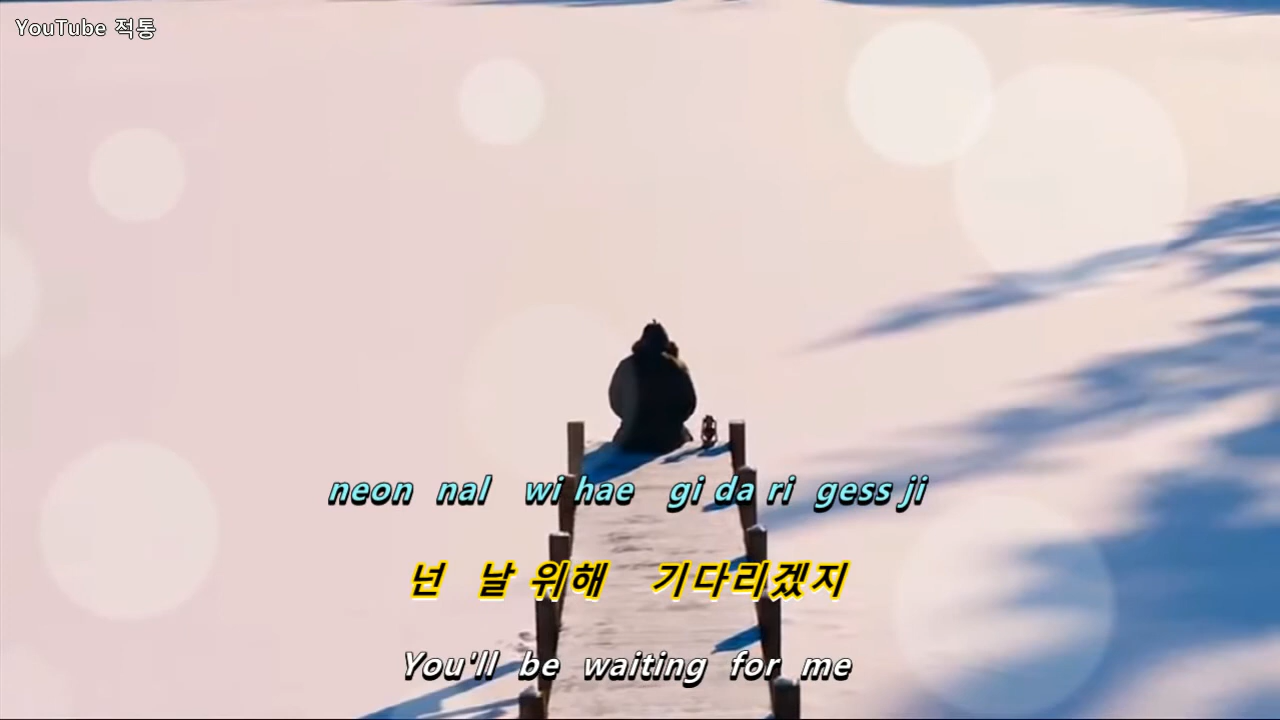 YouTube 적통
neon nal wi hae gi da ri gess ji
넌 날 위해 기다리겠지
You'll be waiting for me